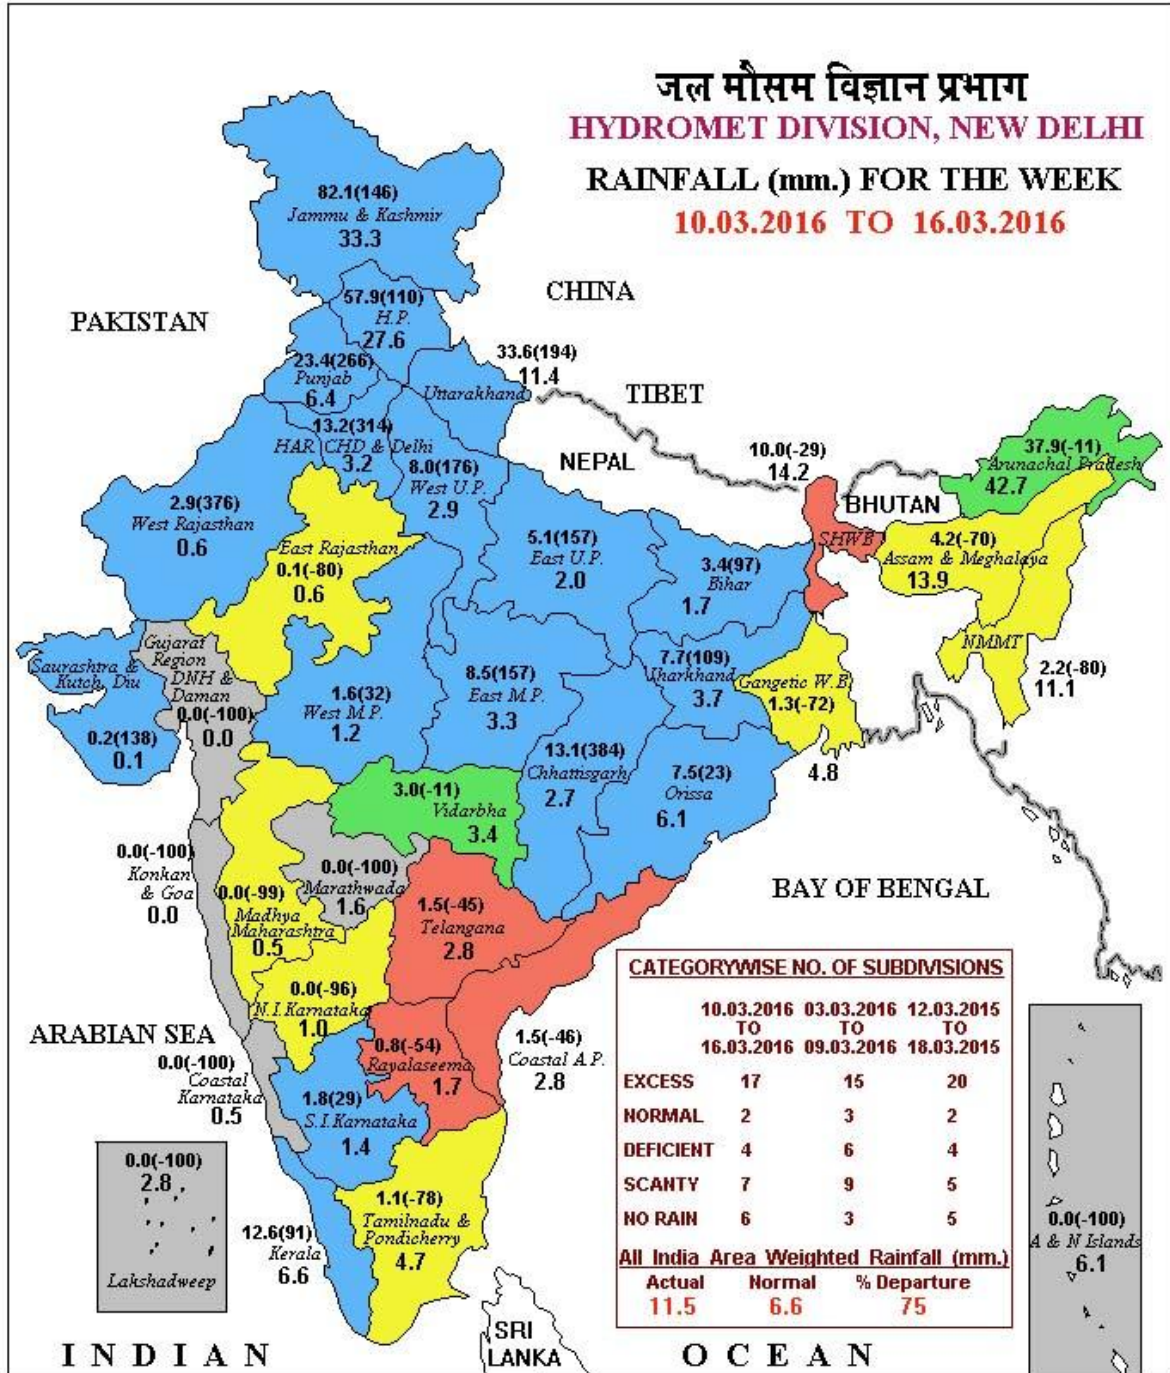 जल मौसम विज्ञान प्रभाग
HYDROMET DIVISION, NEW DELHI
RAINFALL (mm.) FOR THE WEEK
10.03.2016 TO 16.03.2016
82.1(146)
Jammu & Kashmir
33.3
CHINA
PAKISTAN
57.9(110)
H.P.
27.6
23.4(266)
Punjab
6.4
33.6(194)
11.4
Uttarakhand
TIBET
13.2(314)
HAR CHD & Delhi
3.2
8.0(176)
West U.P.
2.9
NEPAL
10.0(-29)
14.2
BHUTAN
SHWB
37.9(-11)
Arunachal Pradesh
42.7
2.9(376)
West Rajasthan
0.6
East Rajasthan
0.1(-80)
0.6
5.1(157)
East U.P.
2.0
3.4(97)
Bihar
1.7
4.2(-70)
Assam & Meghalaya
13.9
NMMT
2.2(-80)
11.1
Saurashtra &
Kutch, Diu
0.2(138)
0.1
Gujarat
Region
DNH &
Daman
0.0(-100)
0.0
1.6(32)
West M.P.
1.2
8.5(157)
East M.P.
3.3
7.7(109)
Jharkhand
3.7
Gangetic W.B.
1.3(-72)
4.8
13.1(384)
Chhattisgarh
2.7
7.5(23)
Orissa
6.1
3.0(-11)
Vidarbha
3.4
0.0(-100)
Konkan
& Goa
0.0
0.0(-99)
Madhya
Maharashtra
0.5
0.0(-100)
Marathwada
1.6
1.5(-45)
Telangana
2.8
BAY OF BENGAL
0.0(-96)
N.I.Karnataka
1.0
ARABIAN SEA
0.0(-100)
Coastal
Karnataka
0.5
0.8(-54)
Rayalaseema
1.7
1.5(-46)
Coastal A.P.
2.8
1.8(29)
S.I.Karnataka
1.4
0.0(-100)
2.8
Lakshadweep
12.6(91)
Kerala
6.6
1.1(-78)
Tamilnadu &
Pondicherry
4.7
CATEGORYWISE NO. OF SUBDIVISIONS
10.03.2016 03.03.2016 12.03.2015
TO TO TO
16.03.2016 09.03.2016 18.03.2015
EXCESS 17 15 20
NORMAL 2 3 2
DEFICIENT 4 6 4
SCANTY 7 9 5
NO RAIN 6 3 5
All India Area Weighted Rainfall (mm.)
Actual Normal % Departure
11.5 6.6 75
0.0(-100)
A & N Islands
6.1
SRI
LANKA
INDIAN OCEAN